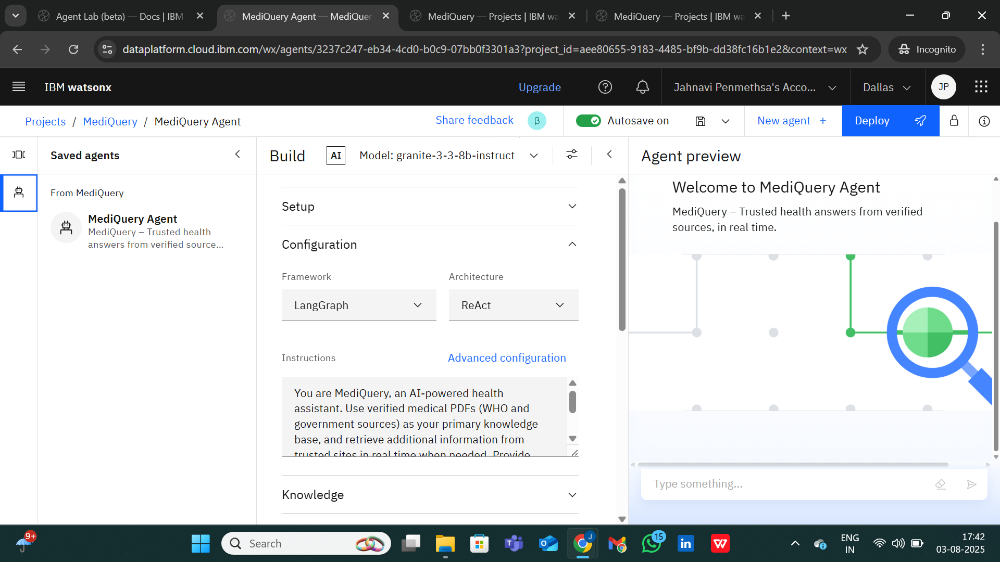 Agent Lab (beta) — Docs | IBM
MediQuery Agent — MediQuer
MediQuery — Projects | IBM wa
MediQuery — Projects | IBM wa
dataplatform.cloud.ibm.com/wx/agents/3237c247-eb34-4cd0-b0c9-07bb0f3301a3?project_id=aee80655-9183-4485-bf9b-dd38fc16b1e2&context=wx
Incognito
IBM watsonx
Upgrade
Jahnavi Penmethsa's Acco...
Dallas
JP
Projects / MediQuery / MediQuery Agent
Share feedback
β
Autosave on
New agent +
Deploy
Saved agents
Build
AI
Model: granite-3-3-8b-instruct
Agent preview
From MediQuery
MediQuery Agent
MediQuery – Trusted health
answers from verified source...
Setup
Configuration
Framework
Architecture
LangGraph
ReAct
Instructions
Advanced configuration
You are MediQuery, an AI-powered health
assistant. Use verified medical PDFs (WHO and
government sources) as your primary knowledge
base, and retrieve additional information from
trusted sites in real time when needed. Provide
Knowledge
Welcome to MediQuery Agent
MediQuery – Trusted health answers from verified
sources, in real time.
Type something...
9+
Search
J
15
ENG
IN
17:42
03-08-2025